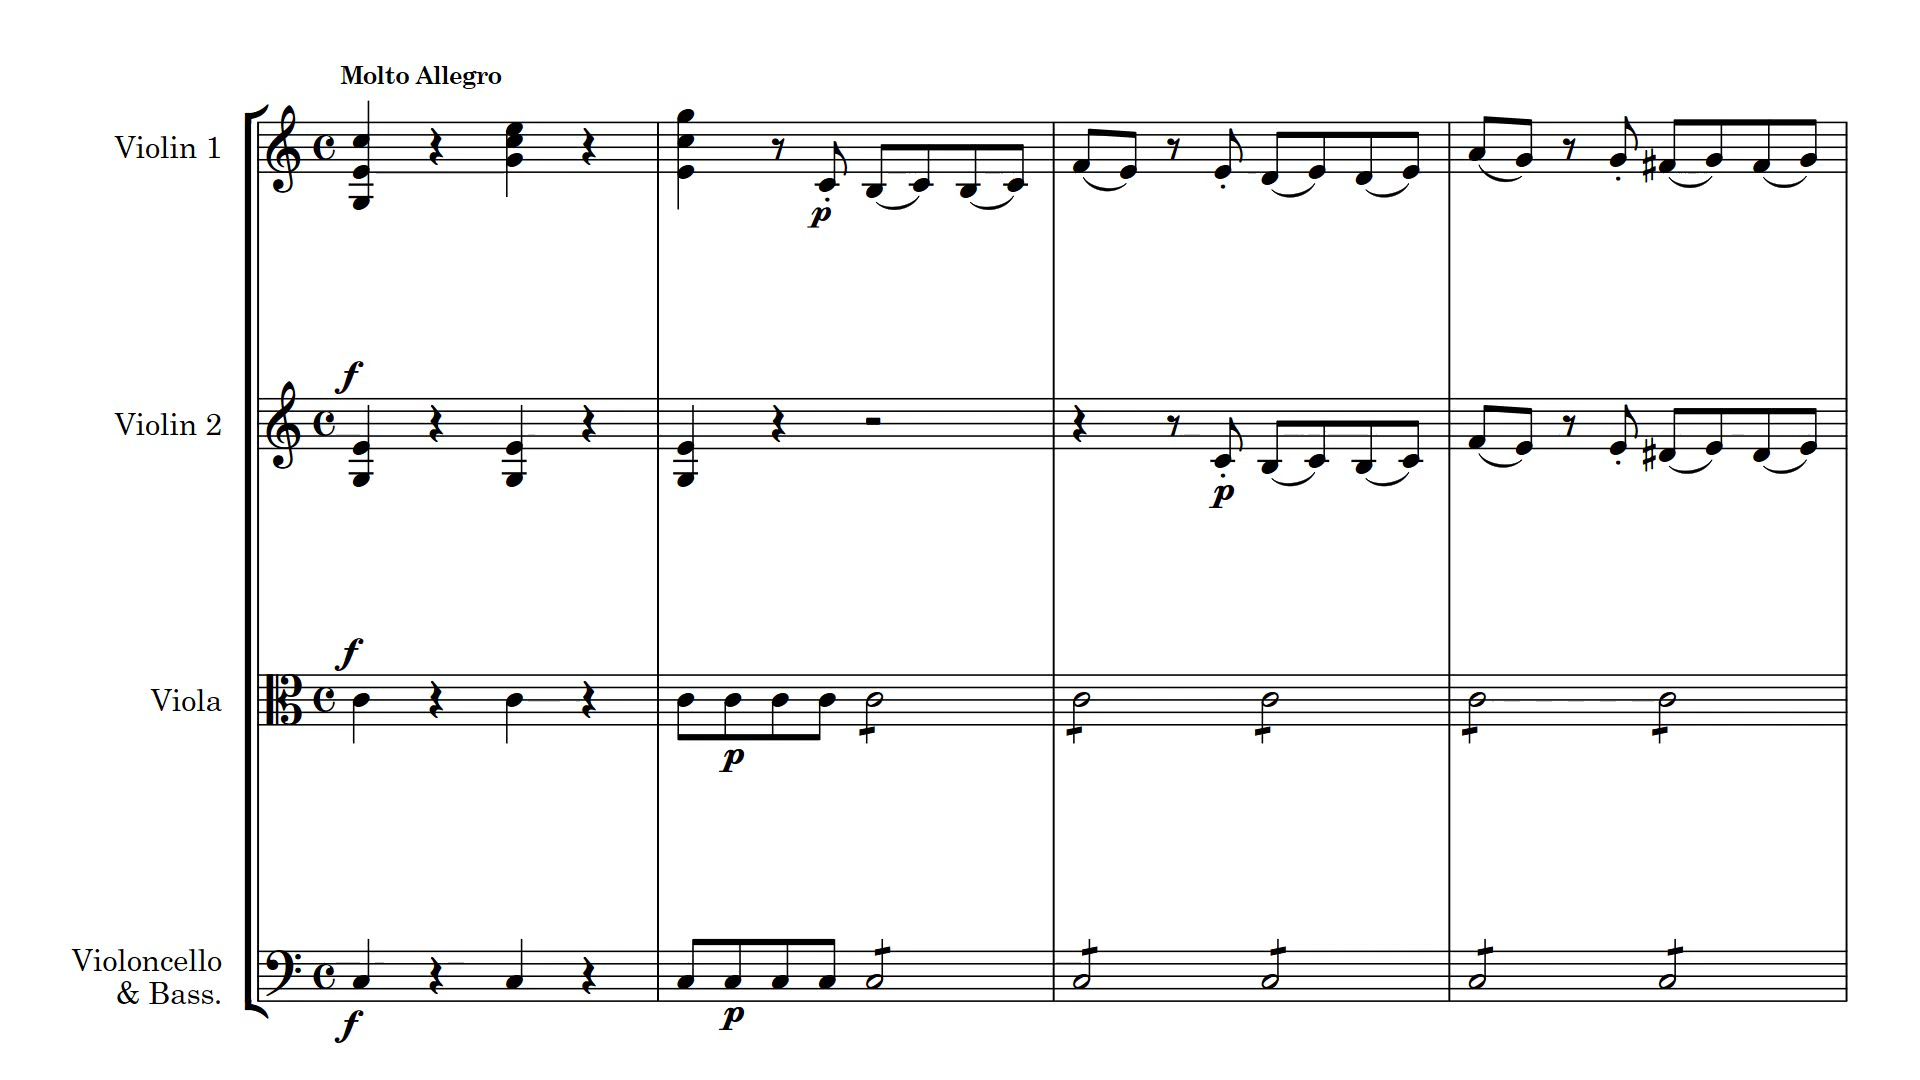 Molto Allegro
Violin 1
p
f
Violin 2
p
f
Viola
p
Violoncello
& Bass.
f
p